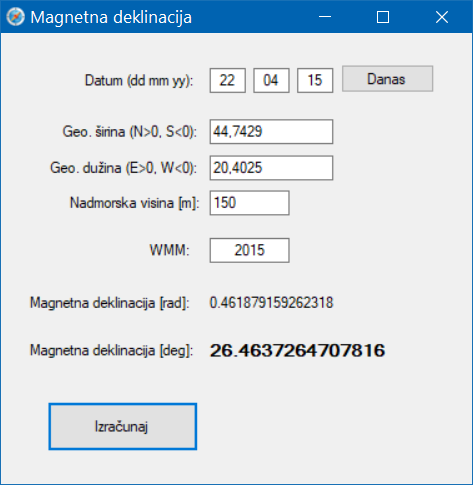 Magnetna deklinacija
Datum (dd mm yy): 22 04 15 Danas
Geo. širina (N>0, S<0): 44,7429
Geo. dužina (E>0, W<0): 20,4025
Nadmorska visina [m]: 150
WMM: 2015
Magnetna deklinacija [rad]: 0.461879159262318
Magnetna deklinacija [deg]: 26.4637264707816
Izračunaj